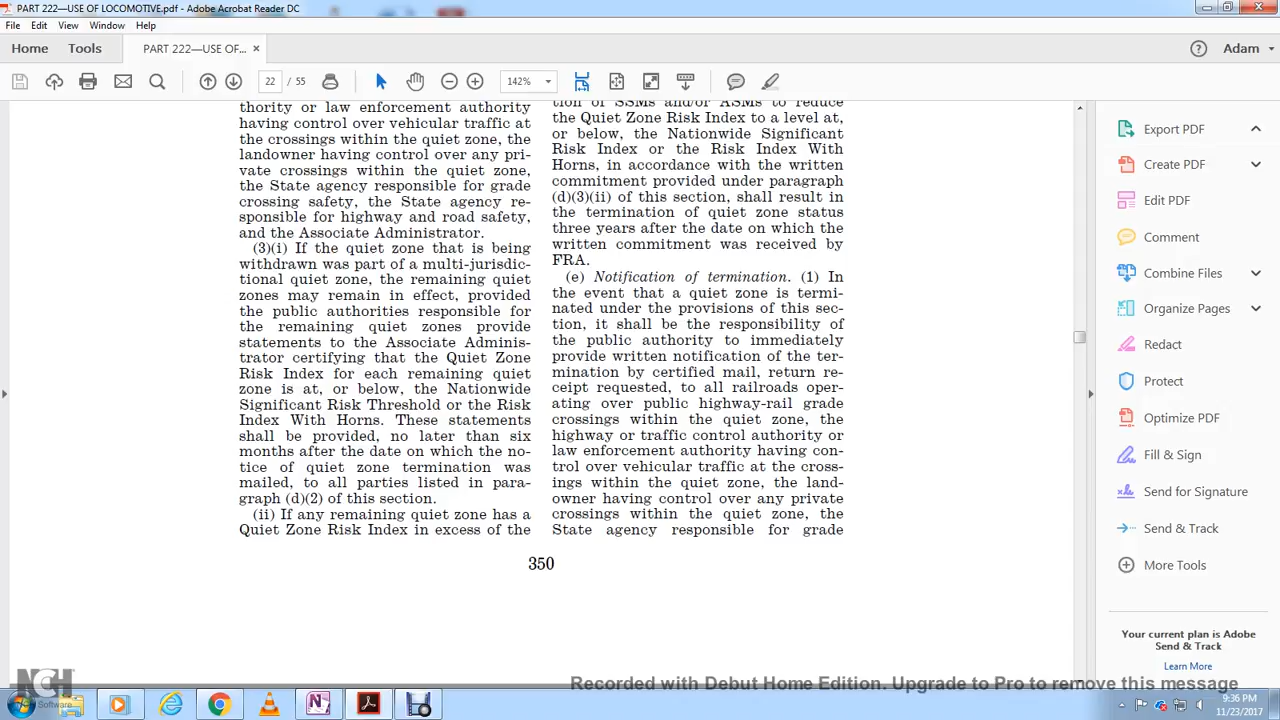 PART 222—USE OF LOCOMOTIVE.pdf - Adobe Acrobat Reader DC
File Edit View Window Help
Home Tools PART 222—USE OF... × Adam
22 / 55 142%
thority or law enforcement authority
having control over vehicular traffic at
the crossings within the quiet zone, the
landowner having control over any pri-
vate crossings within the quiet zone,
the State agency responsible for grade
crossing safety, the State agency re-
sponsible for highway and road safety,
and the Associate Administrator.
(3)(i) If the quiet zone that is being
withdrawn was part of a multi-jurisdic-
tional quiet zone, the remaining quiet
zones may remain in effect, provided
the public authorities responsible for
the remaining quiet zones provide
statements to the Associate Adminis-
trator certifying that the Quiet Zone
Risk Index for each remaining quiet
zone is at, or below, the Nationwide
Significant Risk Threshold or the Risk
Index With Horns. These statements
shall be provided, no later than six
months after the date on which the no-
tice of quiet zone termination was
mailed, to all parties listed in para-
graph (d)(2) of this section.
(ii) If any remaining quiet zone has a
Quiet Zone Risk Index in excess of the
tion of SSMs and/or ASMs to reduce
the Quiet Zone Risk Index to a level at,
or below, the Nationwide Significant
Risk Index or the Risk Index With
Horns, in accordance with the written
commitment provided under paragraph
(d)(3)(ii) of this section, shall result in
the termination of quiet zone status
three years after the date on which the
written commitment was received by
FRA.
(e) Notification of termination. (1) In
the event that a quiet zone is termi-
nated under the provisions of this sec-
tion, it shall be the responsibility of
the public authority to immediately
provide written notification of the ter-
mination by certified mail, return re-
ceipt requested, to all railroads oper-
ating over public highway-rail grade
crossings within the quiet zone, the
highway or traffic control authority or
law enforcement authority having con-
trol over vehicular traffic at the cross-
ings within the quiet zone, the land-
owner having control over any private
crossings within the quiet zone, the
State agency responsible for grade
350
Export PDF
Create PDF
Edit PDF
Comment
Combine Files
Organize Pages
Redact
Protect
Optimize PDF
Fill & Sign
Send for Signature
Send & Track
More Tools
Your current plan is Adobe
Send & Track
Learn More
NCH
Software
Recorded with Debut Home Edition. Upgrade to Pro to remove this message
9:36 PM
11/23/2017